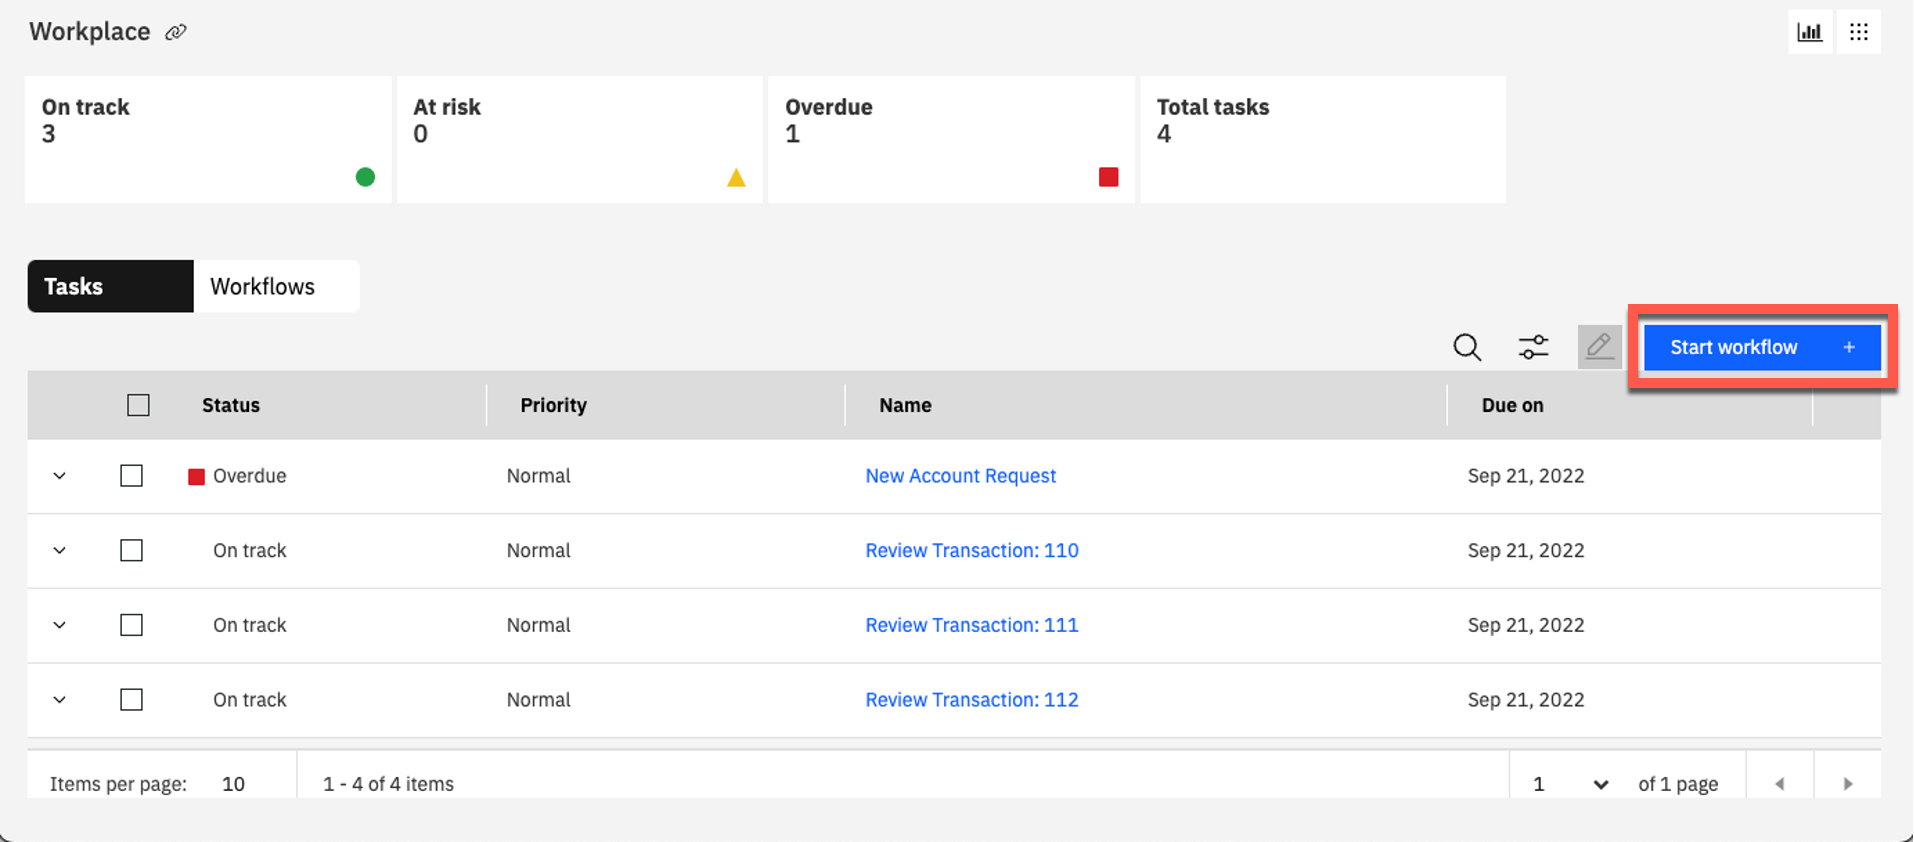 Workplace
On track
3
At risk
0
Overdue
1
Total tasks
4
Tasks
Workflows
Start workflow +
Status Priority Name Due on
Overdue Normal New Account Request Sep 21, 2022
On track Normal Review Transaction: 110 Sep 21, 2022
On track Normal Review Transaction: 111 Sep 21, 2022
On track Normal Review Transaction: 112 Sep 21, 2022
Items per page: 10 1 - 4 of 4 items 1 of 1 page